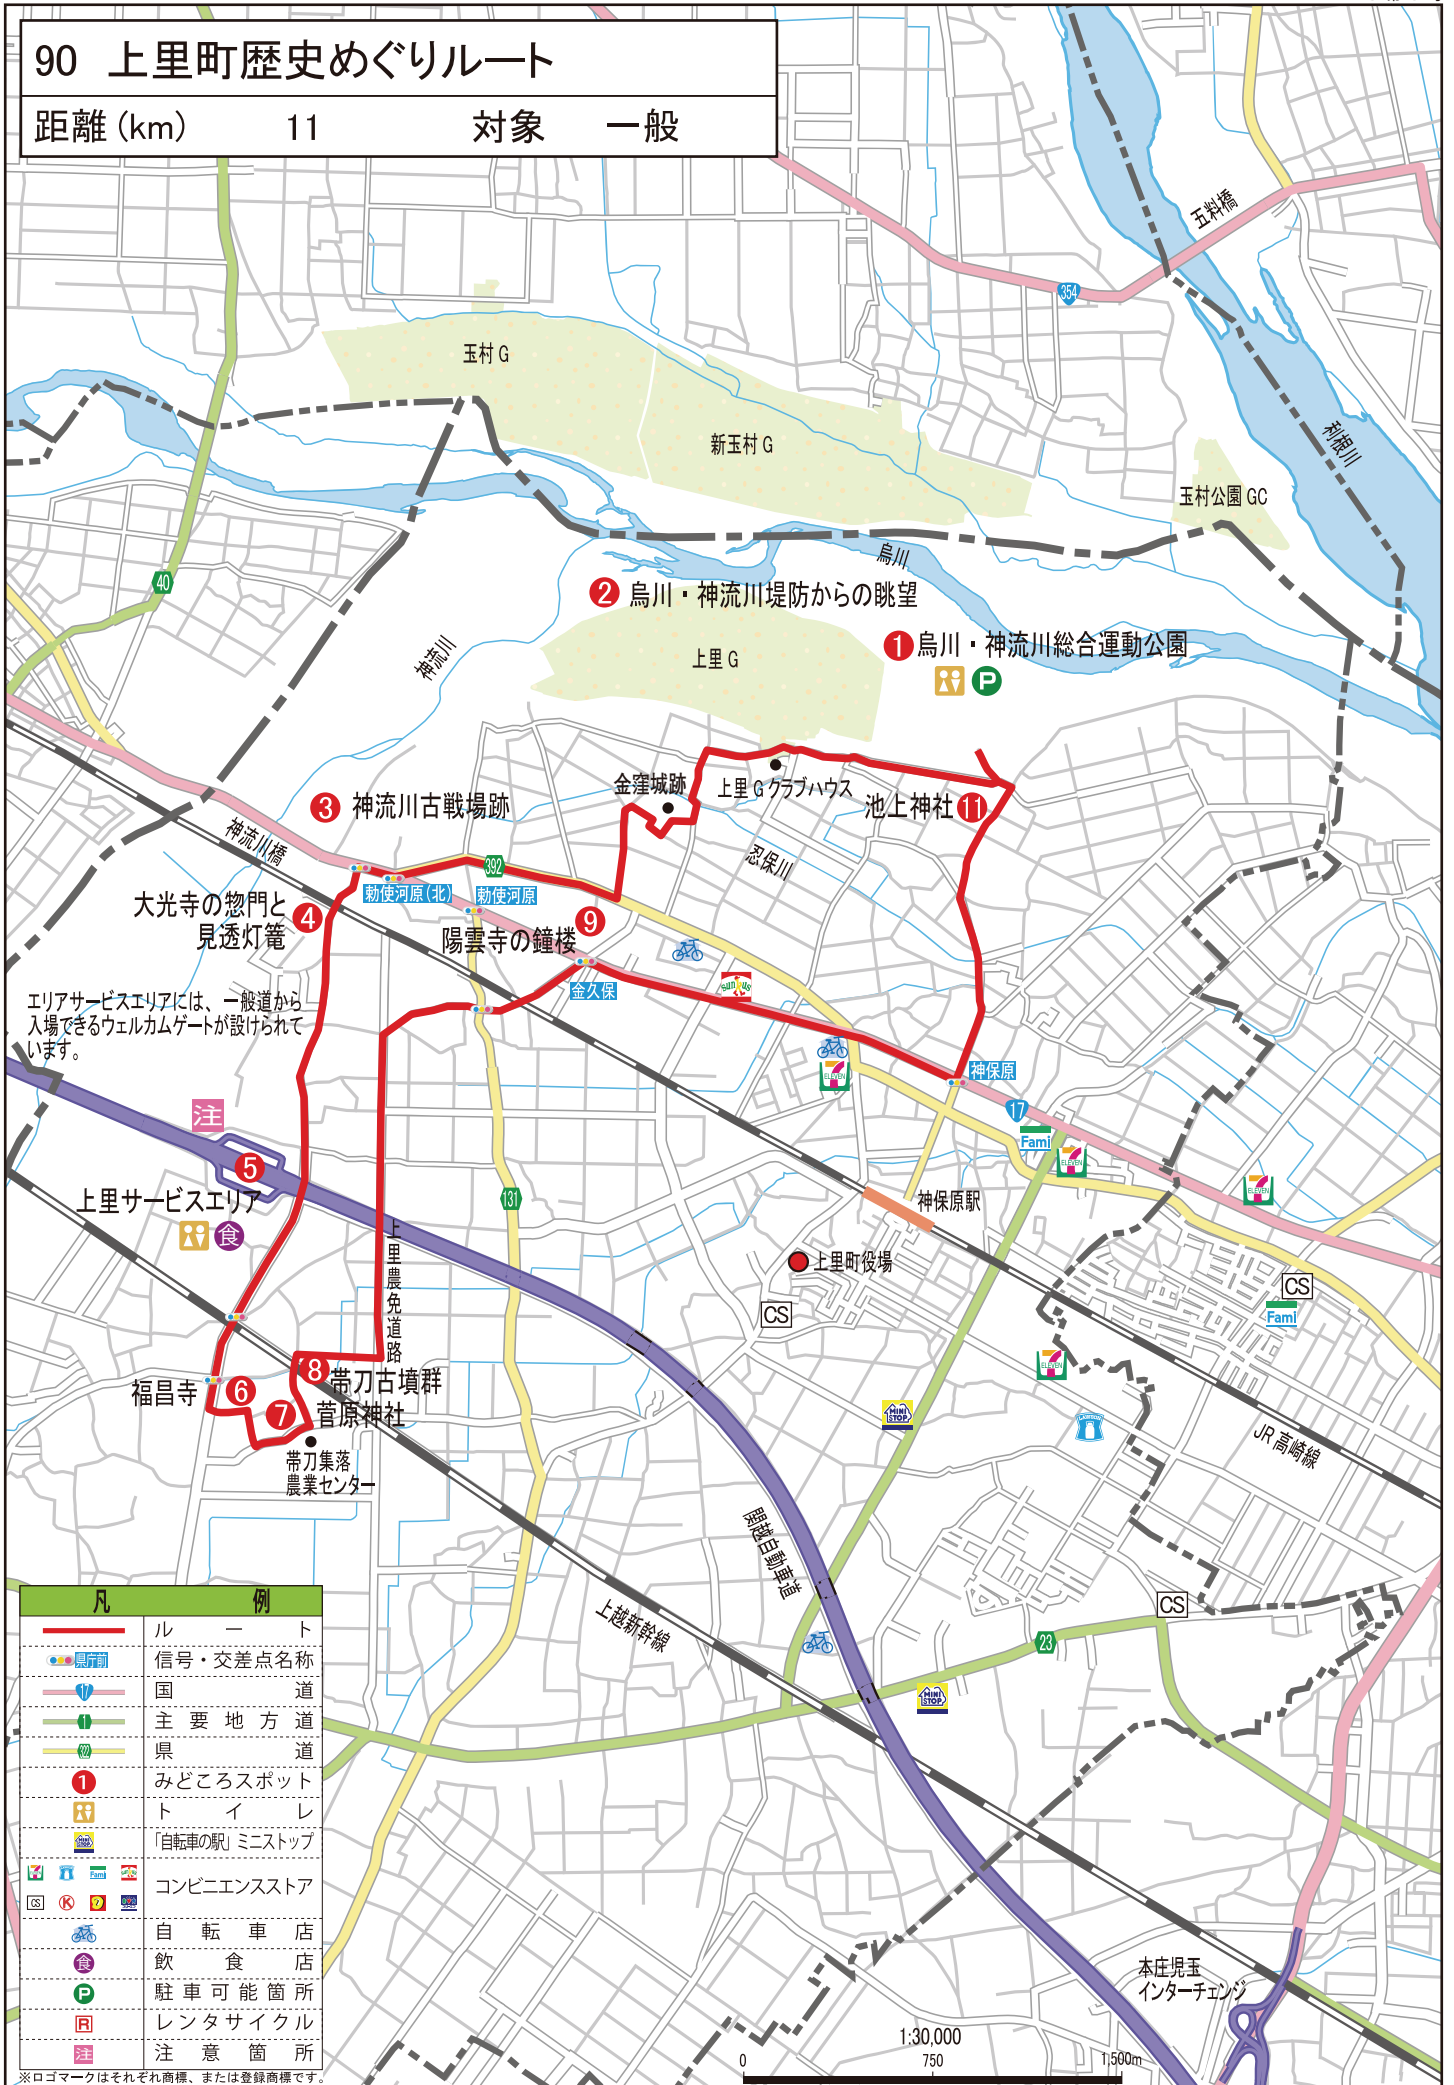 90 上里町歴史めぐりルート
距離(km) 11 対象 一般
五料橋
354
玉村G
新玉村G
利根川
玉村公園GC
40
烏川
2 烏川・神流川堤防からの眺望
1 烏川・神流川総合運動公園
P
上里G
神流川
金窪城跡
上里Gクラブハウス
池上神社 11
3 神流川古戦場跡
神流川橋
忍保川
392
勅使河原(北)
勅使河原
大光寺の惣門と
見透灯篭
4
9
陽雲寺の鐘楼
金久保
sunkus
エリアサービスエリアには、一般道から
入場できるウェルカムゲートが設けられて
います。
ELEVEN
神保原
17
Fami
ELEVEN
ELEVEN
注
5
上里サービスエリア
食
131
神保原駅
上里町役場
上里農免道路
CS
CS
Fami
ELEVEN
8 帯刀古墳群
福昌寺 6
7 菅原神社
帯刀集落
農業センター
MINI STOP
LAWSON
JR高崎線
関越自動車道
上越新幹線
CS
23
MINI STOP
凡例
ルート
県庁前 信号・交差点名称
17 国道
1 主要地方道
322 県道
1 みどころスポット
トイレ
「自転車の駅」ミニストップ
Fami
コンビニエンスストア
CS K
自転車店
食 飲食店
P 駐車可能箇所
R レンタサイクル
注 注意箇所
※ロゴマークはそれぞれ商標、または登録商標です。
本庄児玉
インターチェンジ
1:30,000
0 750 1,500m